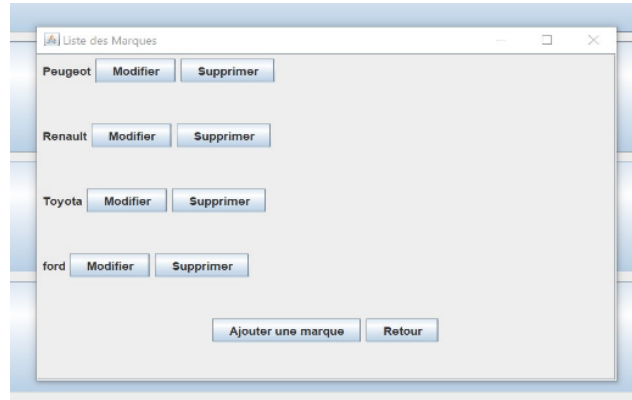 Liste des Marques
Peugeot Modifier Supprimer
Renault Modifier Supprimer
Toyota Modifier Supprimer
ford Modifier Supprimer
Ajouter une marque Retour